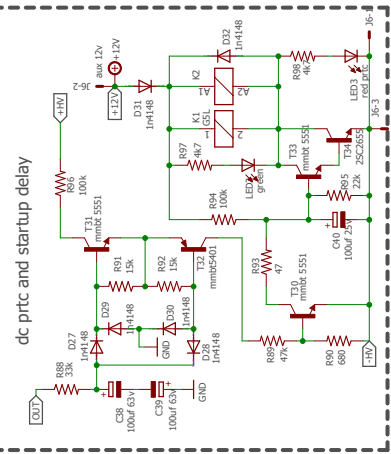 dc prtc and startup delay
J6-2
aux 12v
+12V
+12V
D31
1n4148
D32
1n4148
K2
A1
A2
K1
G5L
1
2
R98
4k7
LED3
red prtc
J6-1
J6-3
R97
4k7
LED2
green
T33
mmbt 5551
T34
2SC2655
R95
22k
R94
100k
C40
100uf 25v
+HV
R96
100k
T31
mmbt 5551
R91
15k
R92
15k
T32
mmbt5401
R93
47
T30
mmbt 5551
D29
1n4148
D30
1n4148
GND
D27
1n4148
D28
1n4148
R89
47k
R90
680
-HV
OUT
R88
33k
C38
100uf 63v
C39
100uf 63v
GND